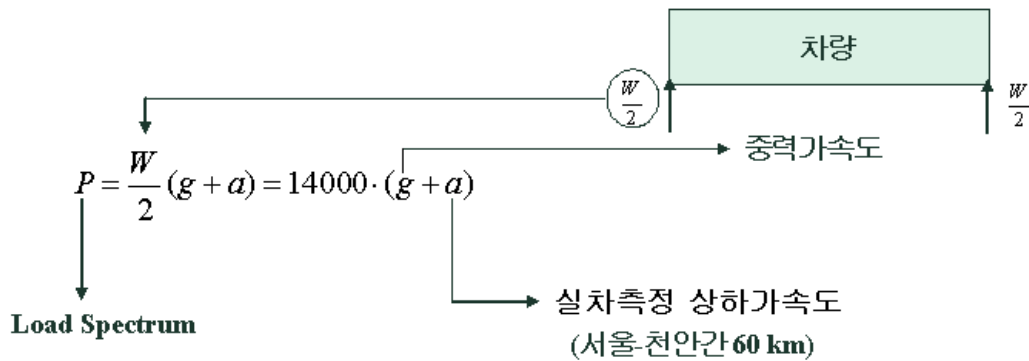 차량
W/2
W/2
중력가속도
P = W/2 (g + a) = 14000 · (g + a)
실차측정 상하가속도
Load Spectrum
(서울-천안간 60 km)